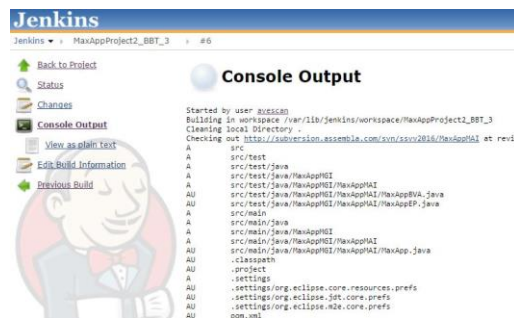 Jenkins
Jenkins
MaxAppProject2_BBT_3
#6
Back to Project
Status
Changes
Console Output
View as plain text
Edit Build Information
Previous Build
Console Output
Started by user avescan
Building in workspace /var/lib/jenkins/workspace/MaxAppProject2_BBT_3
Cleaning local Directory .
Checking out http://subversion.assembla.com/svn/ssvv2016/MaxAppMAI at revi
A src
A src/test
A src/test/java
A src/test/java/MaxAppMGI
A src/test/java/MaxAppMGI/MaxAppMAI
AU src/test/java/MaxAppMGI/MaxAppMAI/MaxAppBVA.java
AU src/test/java/MaxAppMGI/MaxAppMAI/MaxAppEP.java
A src/main
A src/main/java
A src/main/java/MaxAppMGI
A src/main/java/MaxAppMGI/MaxAppMAI
AU src/main/java/MaxAppMGI/MaxAppMAI/MaxApp.java
AU .classpath
AU .project
A .settings
AU .settings/org.eclipse.core.resources.prefs
AU .settings/org.eclipse.jdt.core.prefs
AU .settings/org.eclipse.m2e.core.prefs
AU pom.xml